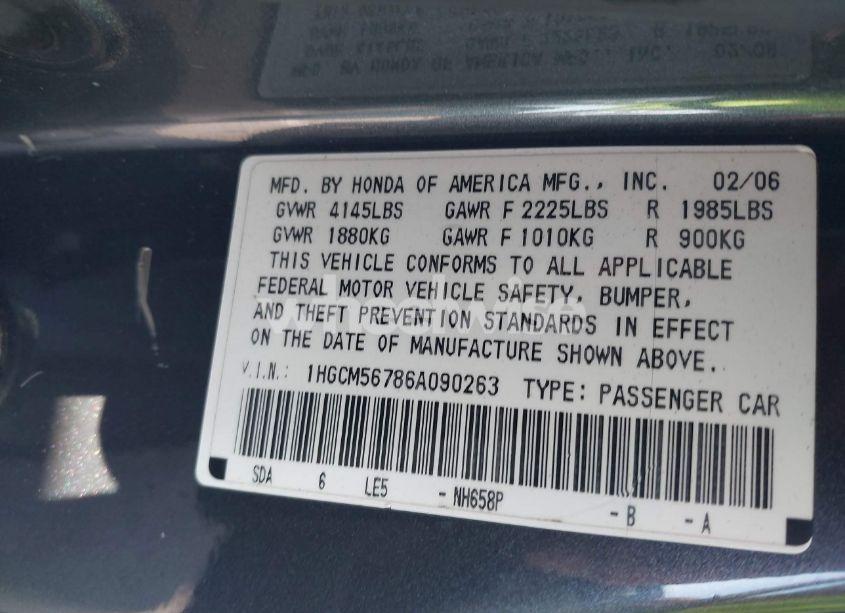 MFD. BY HONDA OF AMERICA MFG., INC. 02/06
GVWR 4145LBS GAWR F 2225LBS R 1985LBS
GVWR 1880KG GAWR F 1010KG R 900KG
THIS VEHICLE CONFORMS TO ALL APPLICABLE
FEDERAL MOTOR VEHICLE SAFETY, BUMPER,
AND THEFT PREVENTION STANDARDS IN EFFECT
ON THE DATE OF MANUFACTURE SHOWN ABOVE.
V.I.N.: 1HGCM56786A090263 TYPE: PASSENGER CAR
SDA 6 LE5 - NH658P - B - A
wheelwise